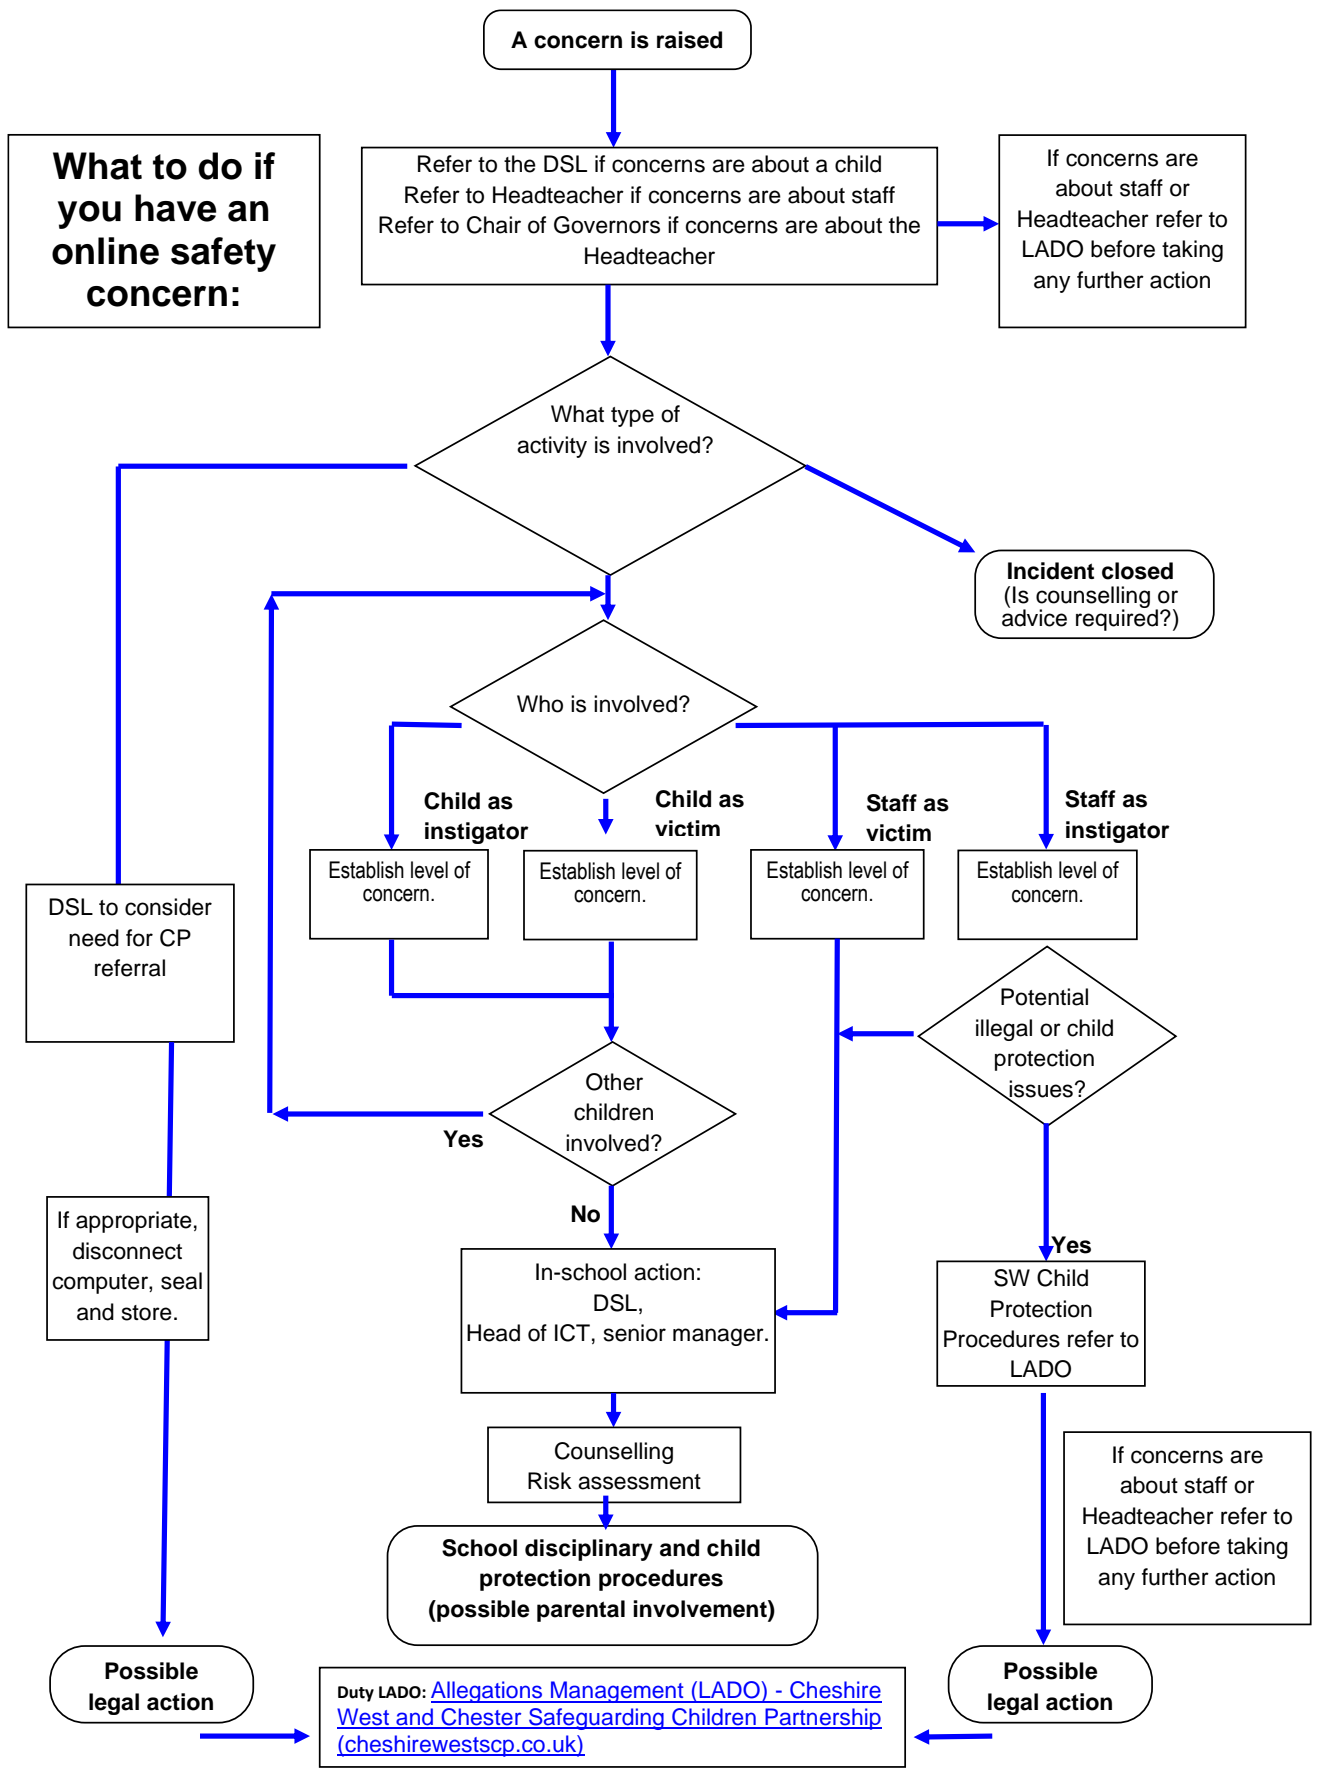 A concern is raised
What to do if
you have an
online safety
concern:
Refer to the DSL if concerns are about a child
Refer to Headteacher if concerns are about staff
Refer to Chair of Governors if concerns are about the
Headteacher
If concerns are
about staff or
Headteacher refer to
LADO before taking
any further action
What type of
activity is involved?
Incident closed
(Is counselling or
advice required?)
Who is involved?
Child as
instigator
Child as
victim
Staff as
victim
Staff as
instigator
Establish level of
concern.
Establish level of
concern.
Establish level of
concern.
Establish level of
concern.
DSL to consider
need for CP
referral
Potential
illegal or child
protection
issues?
Other
children
involved?
Yes
No
If appropriate,
disconnect
computer, seal
and store.
In-school action:
DSL,
Head of ICT, senior manager.
Yes
SW Child
Protection
Procedures refer to
LADO
Counselling
Risk assessment
If concerns are
about staff or
Headteacher refer to
LADO before taking
any further action
School disciplinary and child
protection procedures
(possible parental involvement)
Possible
legal action
Possible
legal action
Duty LADO: Allegations Management (LADO) - Cheshire
West and Chester Safeguarding Children Partnership
(cheshirewestscp.co.uk)